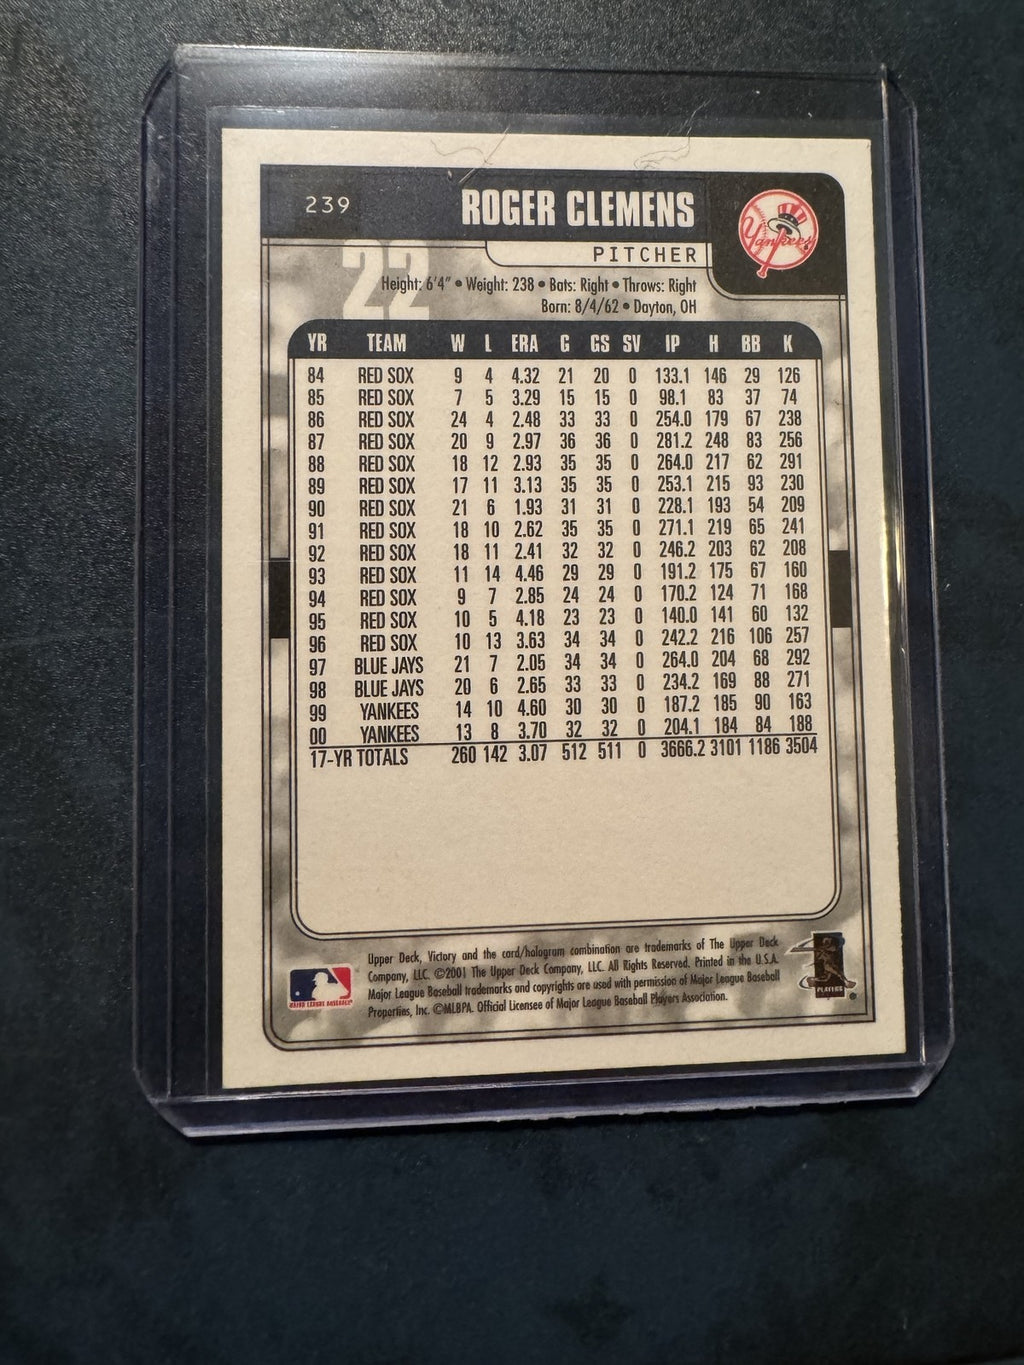 239
ROGER CLEMENS
Yankees
PITCHER
22
Height: 6'4" • Weight: 238 • Bats: Right • Throws: Right
Born: 8/4/62 • Dayton, OH
YR TEAM W L ERA G GS SV IP H BB K
84 RED SOX 9 4 4.32 21 20 0 133.1 146 29 126
85 RED SOX 7 5 3.29 15 15 0 98.1 83 37 74
86 RED SOX 24 4 2.48 33 33 0 254.0 179 67 238
87 RED SOX 20 9 2.97 36 36 0 281.2 248 83 256
88 RED SOX 18 12 2.93 35 35 0 264.0 217 62 291
89 RED SOX 17 11 3.13 35 35 0 253.1 215 93 230
90 RED SOX 21 6 1.93 31 31 0 228.1 193 54 209
91 RED SOX 18 10 2.62 35 35 0 271.1 219 65 241
92 RED SOX 18 11 2.41 32 32 0 246.2 203 62 208
93 RED SOX 11 14 4.46 29 29 0 191.2 175 67 160
94 RED SOX 9 7 2.85 24 24 0 170.2 124 71 168
95 RED SOX 10 5 4.18 23 23 0 140.0 141 60 132
96 RED SOX 10 13 3.63 34 34 0 242.2 216 106 257
97 BLUE JAYS 21 7 2.05 34 34 0 264.0 204 68 292
98 BLUE JAYS 20 6 2.65 33 33 0 234.2 169 88 271
99 YANKEES 14 10 4.60 30 30 0 187.2 185 90 163
00 YANKEES 13 8 3.70 32 32 0 204.1 184 84 188
17-YR TOTALS 260 142 3.07 512 511 0 3666.2 3101 1186 3504
Upper Deck, Victory and the card/hologram combination are trademarks of The Upper Deck
Company, LLC. ©2001 The Upper Deck Company, LLC. All Rights Reserved. Printed in the U.S.A.
Major League Baseball trademarks and copyrights are used with permission of Major League Baseball
Properties, Inc. ©MLBPA. Official Licensee of Major League Baseball Players Association.
MAJOR LEAGUE BASEBALL
PLAYERS